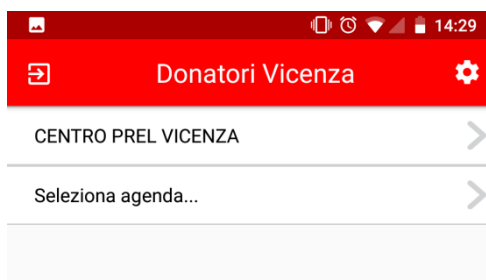 14:29
Donatori Vicenza
CENTRO PREL VICENZA
Seleziona agenda...